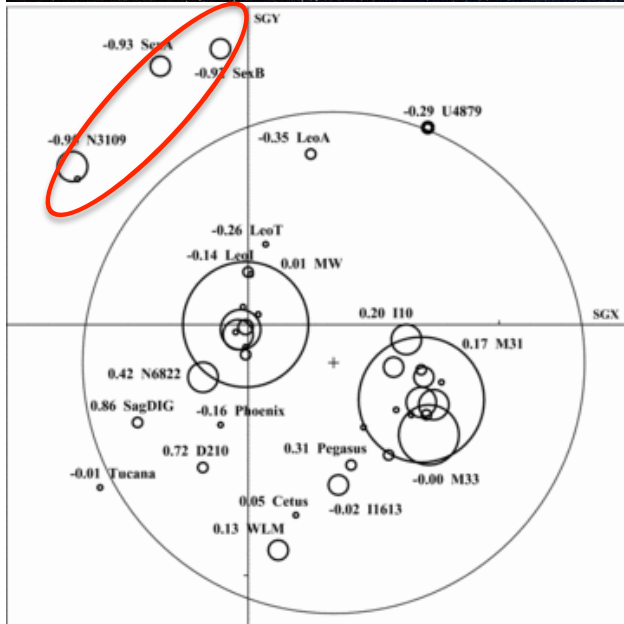 SGY
-0.93 SexA
SexB
-0.29 U4879
-0.35 LeoA
N3109
-0.26 LeoT
-0.14 LeoI
0.01 MW
0.20 I10
SGX
0.17 M31
0.42 N6822
0.86 SagDIG
-0.16 Phoenix
0.72 D210
0.31 Pegasus
-0.01 Tucana
-0.00 M33
0.05 Cetus
-0.02 I1613
0.13 WLM